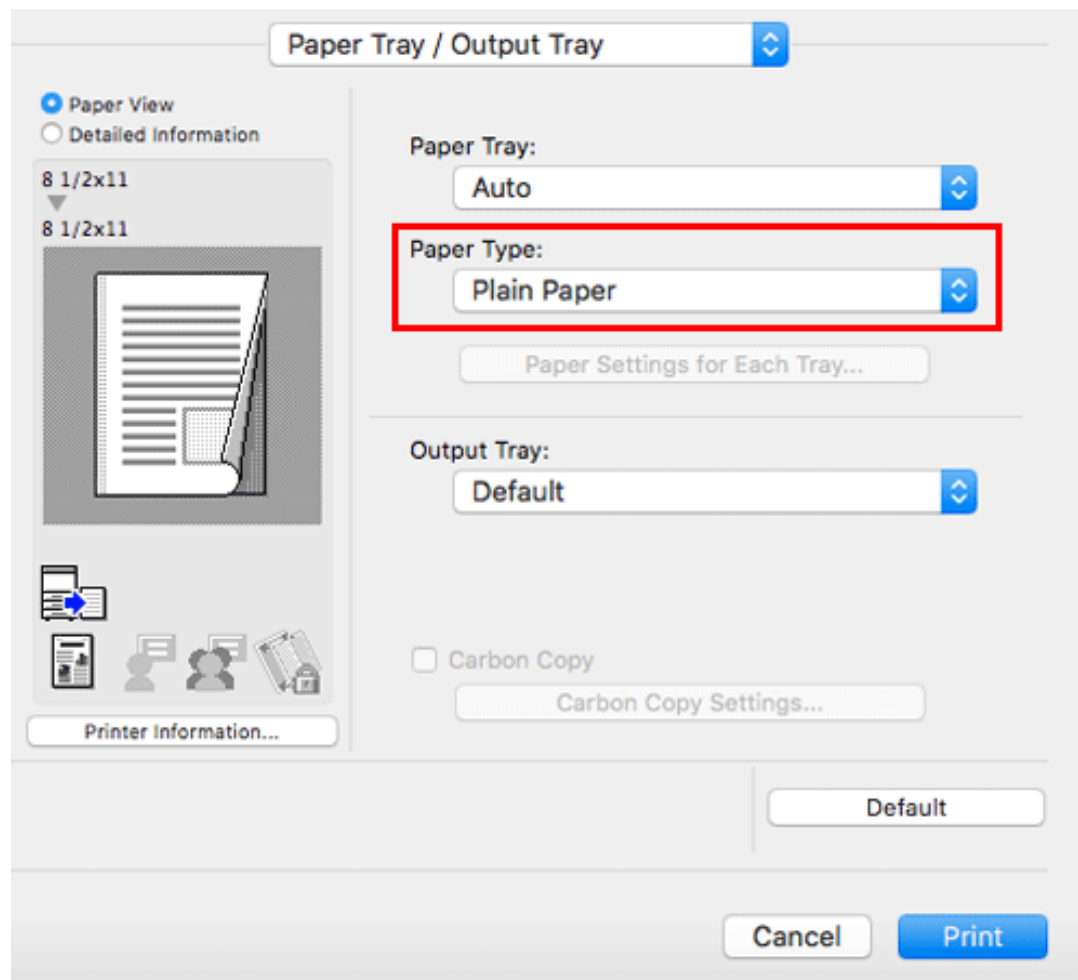 Paper Tray / Output Tray
Paper View
Detailed Information
8 1/2x11
8 1/2x11
Printer Information...
Paper Tray:
Auto
Paper Type:
Plain Paper
Paper Settings for Each Tray...
Output Tray:
Default
Carbon Copy
Carbon Copy Settings...
Default
Cancel
Print